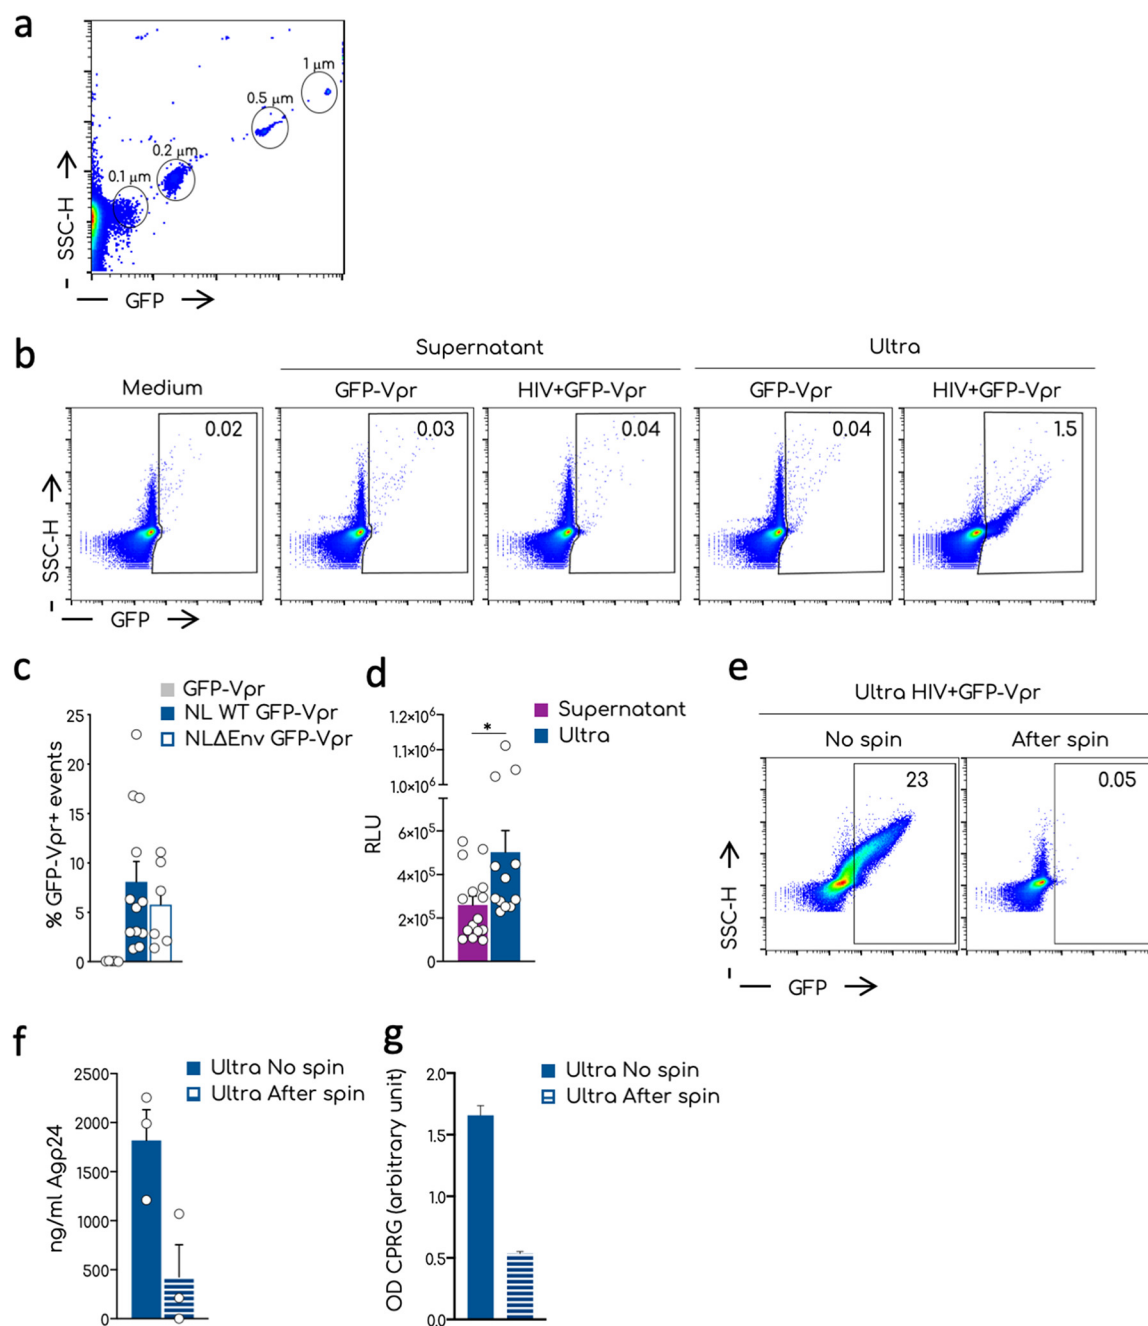 a
1 μm
0.5 μm
0.2 μm
0.1 μm
SSC-H
GFP
b
Supernatant
Ultra
Medium
GFP-Vpr
HIV+GFP-Vpr
GFP-Vpr
HIV+GFP-Vpr
0.02
0.03
0.04
0.04
1.5
SSC-H
GFP
c
GFP-Vpr
NL WT GFP-Vpr
NLΔEnv GFP-Vpr
% GFP-Vpr+ events
25
20
15
10
5
0
d
Supernatant
Ultra
*
RLU
1.2×10⁶
1.1×10⁶
1.0×10⁶
6×10⁵
4×10⁵
2×10⁵
0
e
Ultra HIV+GFP-Vpr
No spin
After spin
23
0.05
SSC-H
GFP
f
Ultra No spin
Ultra After spin
ng/ml Agp24
2500
2000
1500
1000
500
0
g
Ultra No spin
Ultra After spin
OD CPRG (arbitrary unit)
2.0
1.5
1.0
0.5
0.0